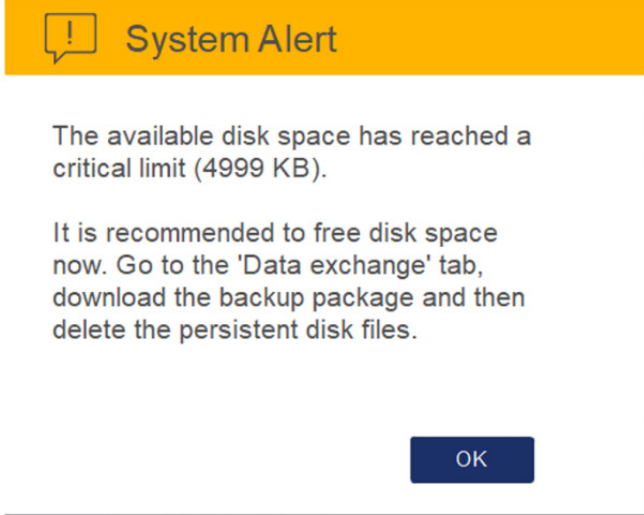 System Alert
The available disk space has reached a
critical limit (4999 KB).
It is recommended to free disk space
now. Go to the 'Data exchange' tab,
download the backup package and then
delete the persistent disk files.
OK